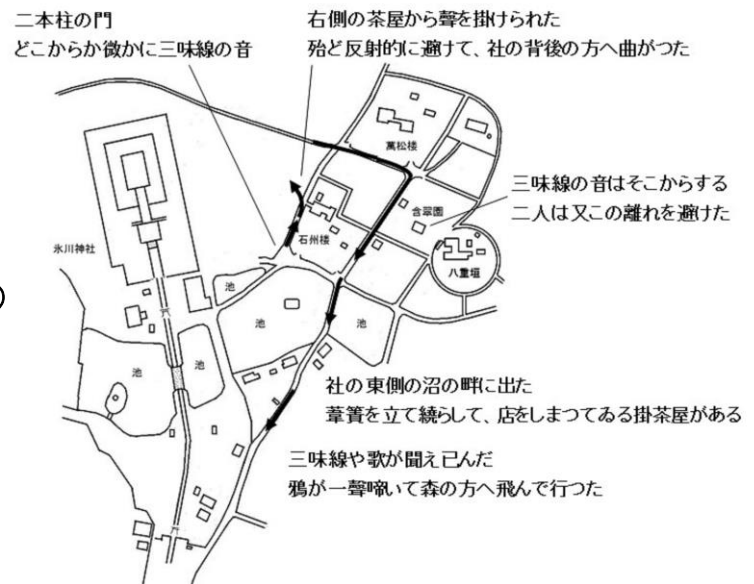 二本柱の門
どこからか微かに三味線の音
右側の茶屋から聲を掛けられた
殆ど反射的に避けて、社の背後の方へ曲がつた
萬松楼
三味線の音はそこからする
二人は又この離れを避けた
含翠園
石州楼
氷川神社
八重垣
池
池
池
池
池
社の東側の沼の畔に出た
葦簀を立て繞らして、店をしまつてゐる掛茶屋がある
三味線や歌が聞え已んだ
鴉が一聲啼いて森の方へ飛んで行つた